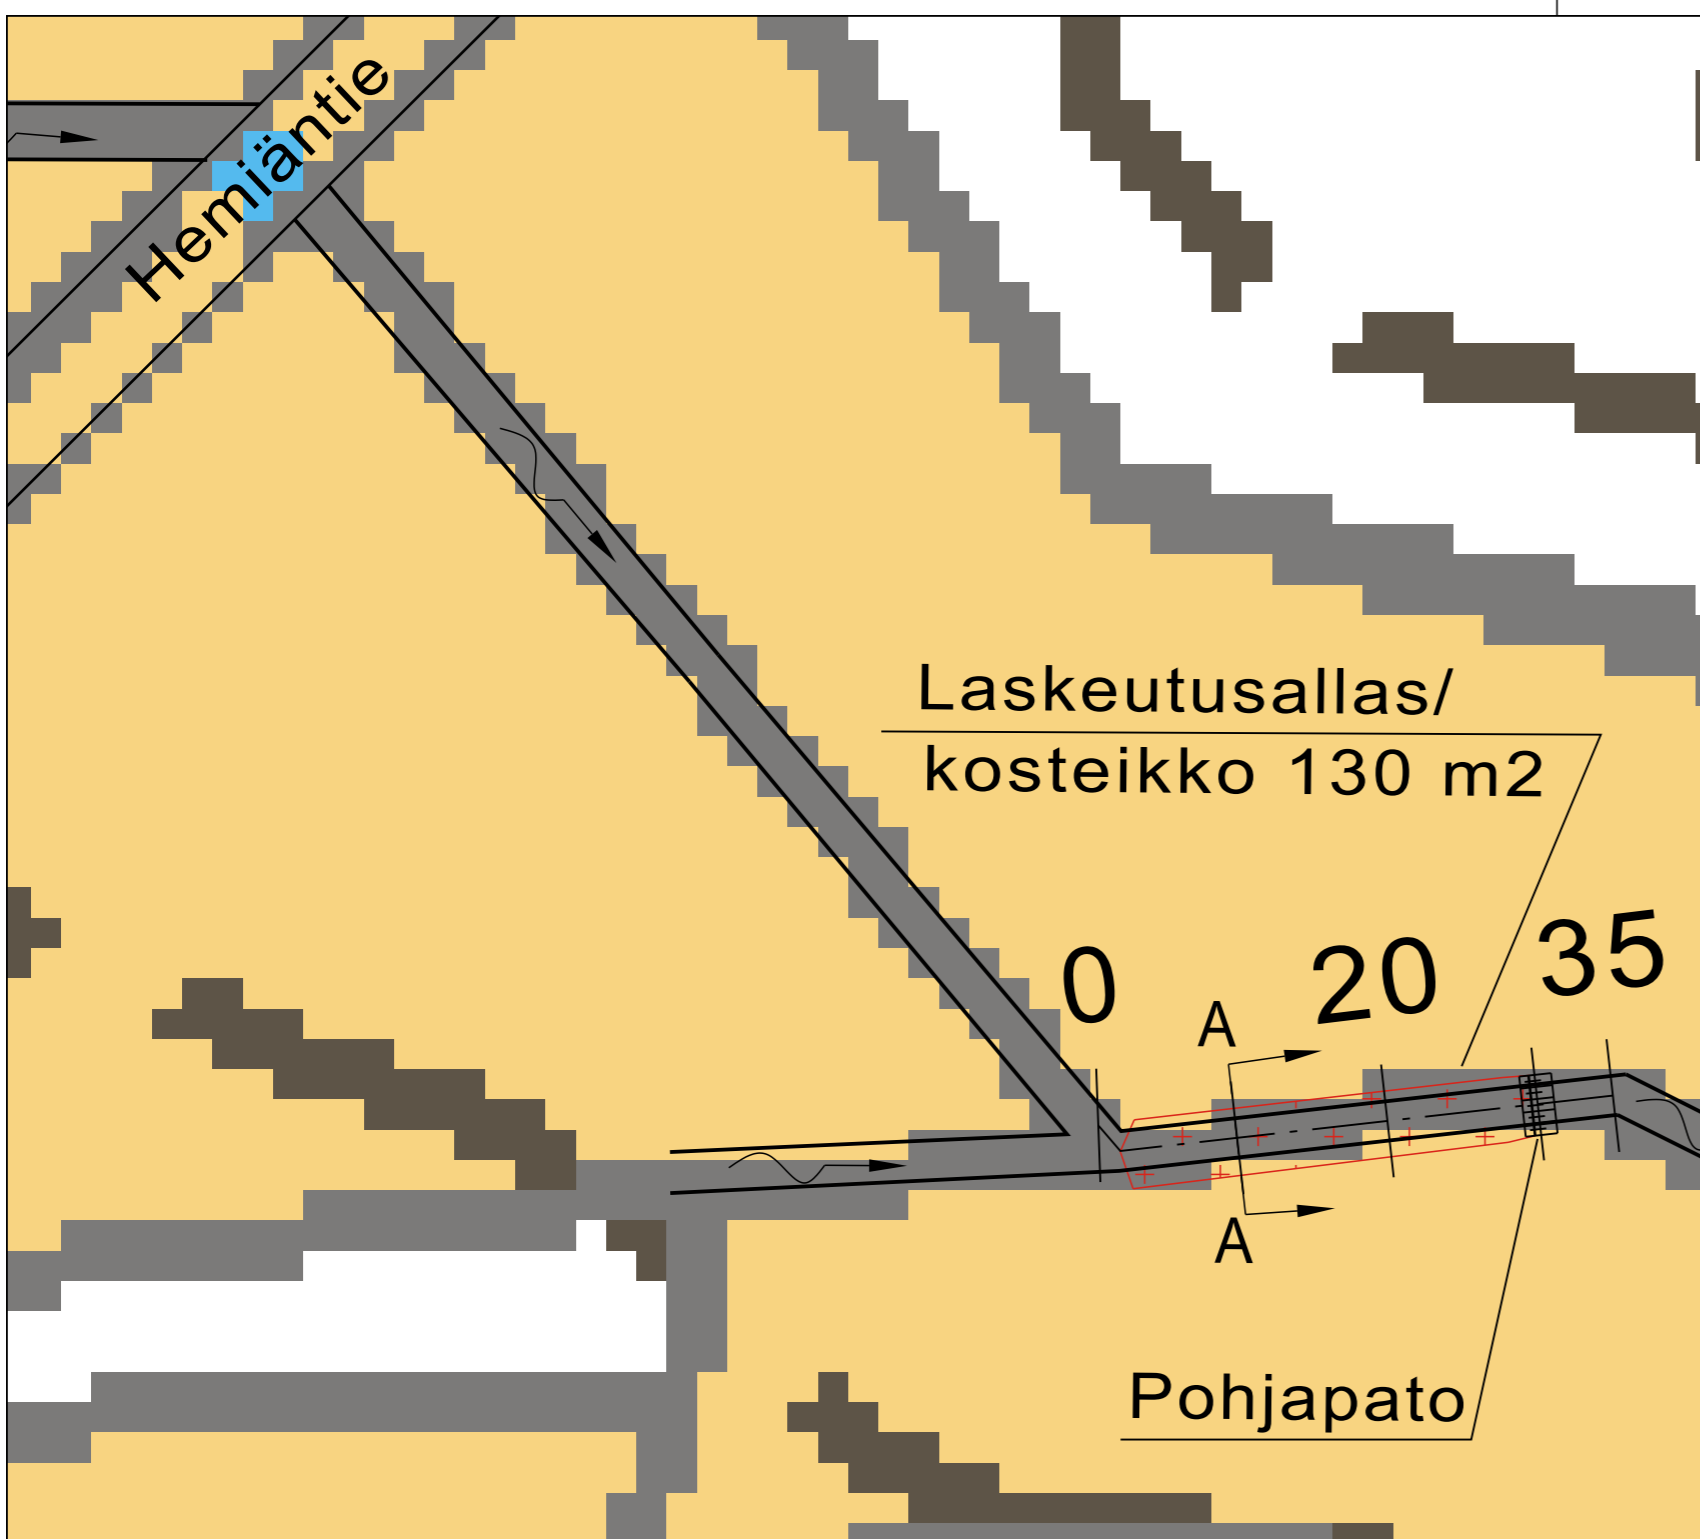 Hemiäntie
Laskeutusallas/
kosteikko 130 m2
0
20
35
A
A
Pohjapato